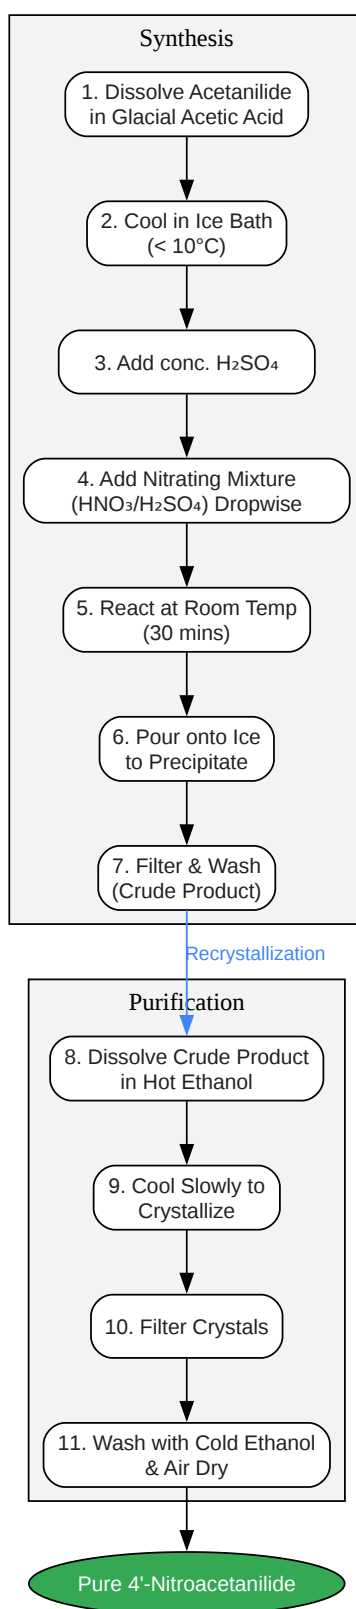 Synthesis
1. Dissolve Acetanilide
in Glacial Acetic Acid
2. Cool in Ice Bath
(< 10°C)
3. Add conc. H₂SO₄
4. Add Nitrating Mixture
(HNO₃/H₂SO₄) Dropwise
5. React at Room Temp
(30 mins)
6. Pour onto Ice
to Precipitate
7. Filter & Wash
(Crude Product)
Recrystallization
Purification
8. Dissolve Crude Product
in Hot Ethanol
9. Cool Slowly to
Crystallize
10. Filter Crystals
11. Wash with Cold Ethanol
& Air Dry
Pure 4'-Nitroacetanilide